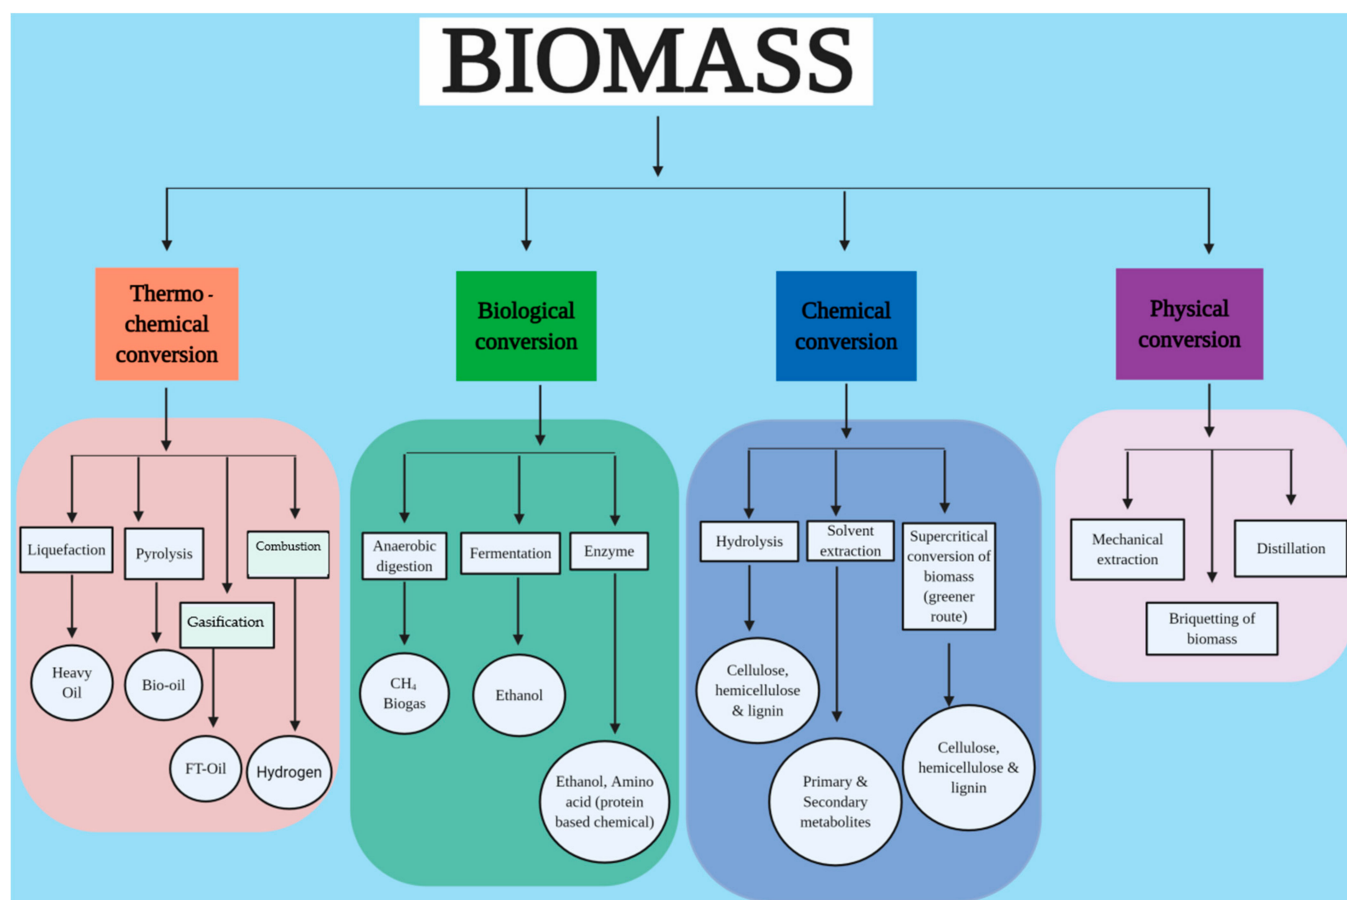 BIOMASS
Thermo -
chemical
conversion
Biological
conversion
Chemical
conversion
Physical
conversion
Liquefaction
Pyrolysis
Gasification
Combustion
Heavy
Oil
Bio-oil
FT-Oil
Hydrogen
Anaerobic
digestion
Fermentation
Enzyme
CH₄
Biogas
Ethanol
Ethanol, Amino
acid (protein
based chemical)
Hydrolysis
Solvent
extraction
Supercritical
conversion of
biomass
(greener
route)
Cellulose,
hemicellulose
& lignin
Primary &
Secondary
metabolites
Cellulose,
hemicellulose &
lignin
Mechanical
extraction
Briquetting of
biomass
Distillation